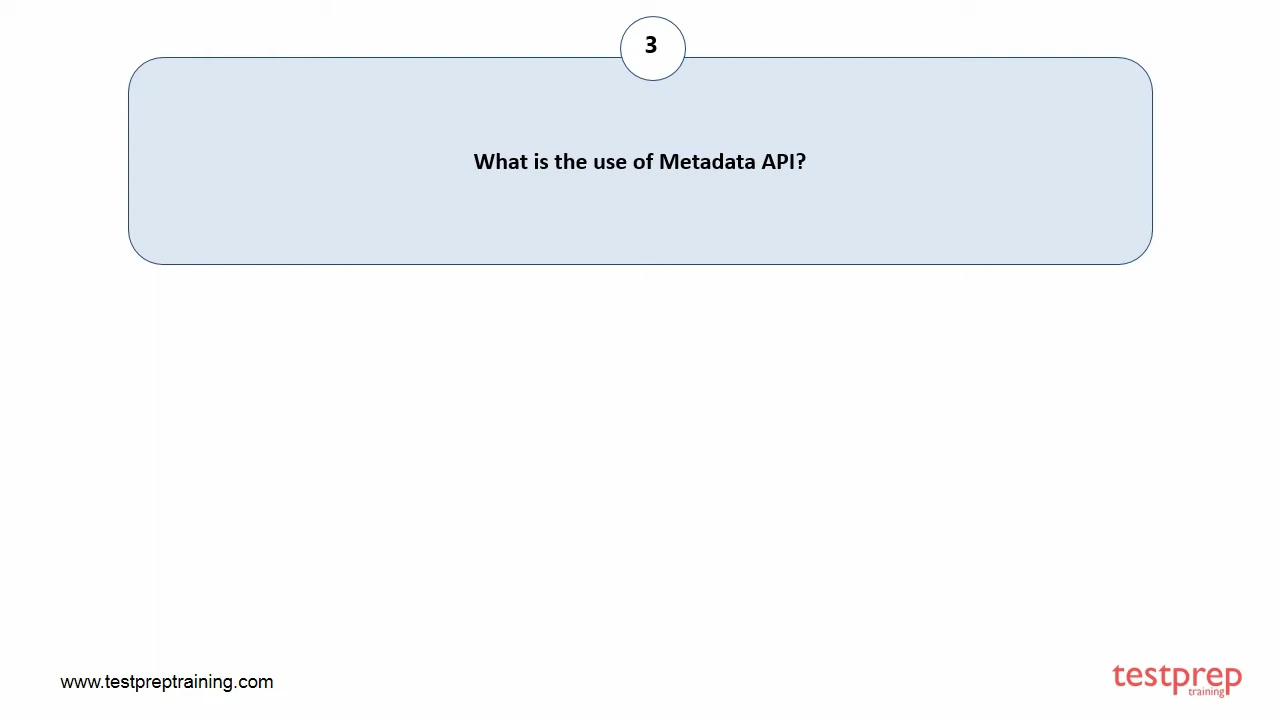 3
What is the use of Metadata API?
www.testpreptraining.com
testprep
training